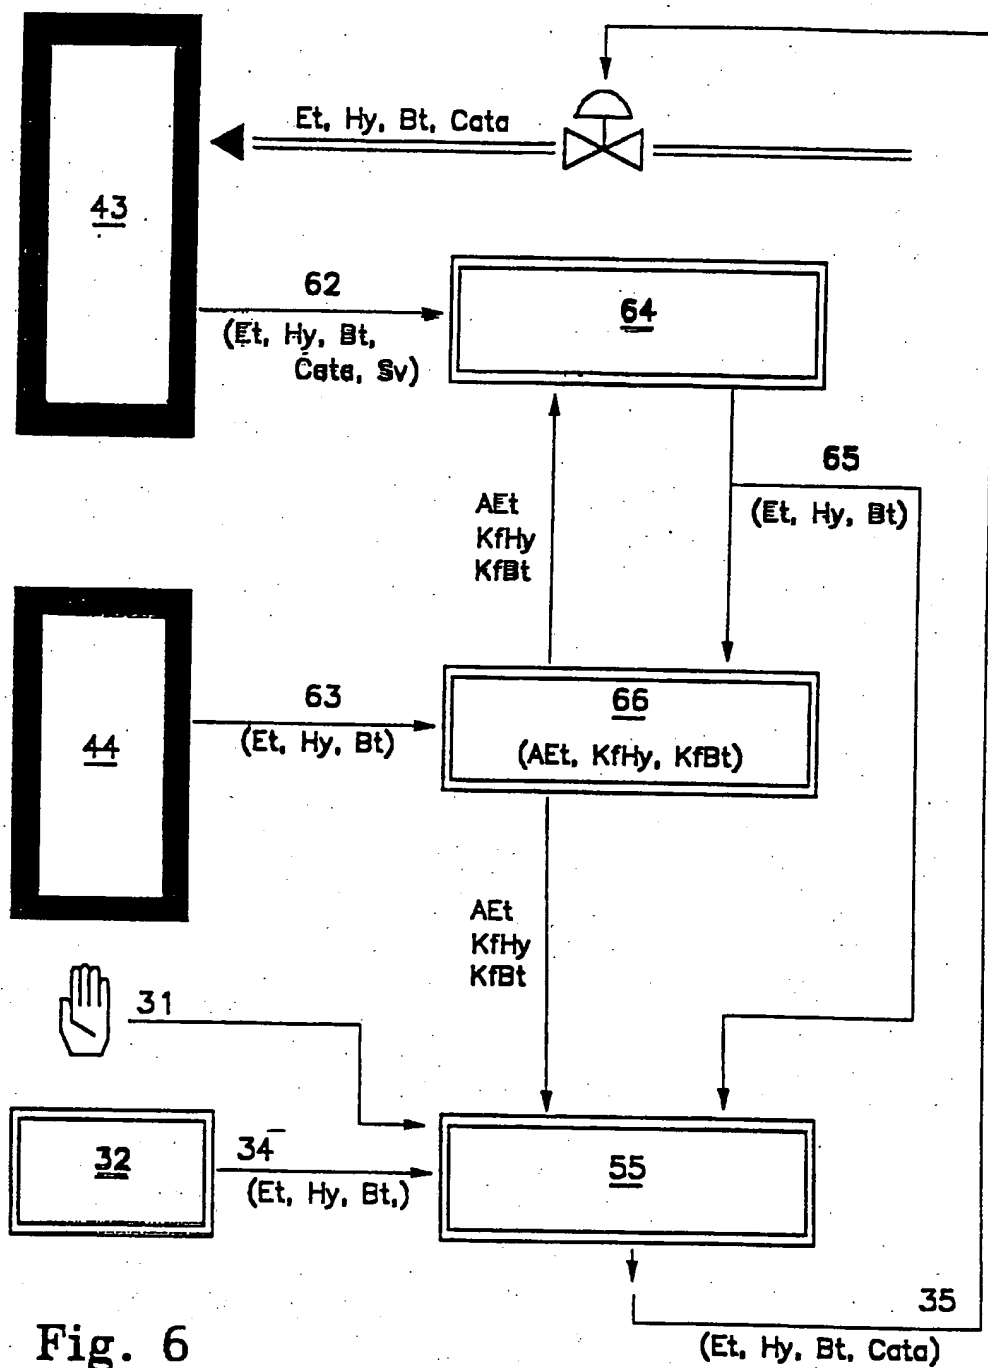 Et, Hy, Bt, Cata
43
62
(Et, Hy, Bt,
Cata, Sv)
64
65
(Et, Hy, Bt)
AEt
KfHy
KfBt
44
63
(Et, Hy, Bt)
66
(AEt, KfHy, KfBt)
AEt
KfHy
KfBt
31
32
34
(Et, Hy, Bt,)
55
35
(Et, Hy, Bt, Cata)
Fig. 6